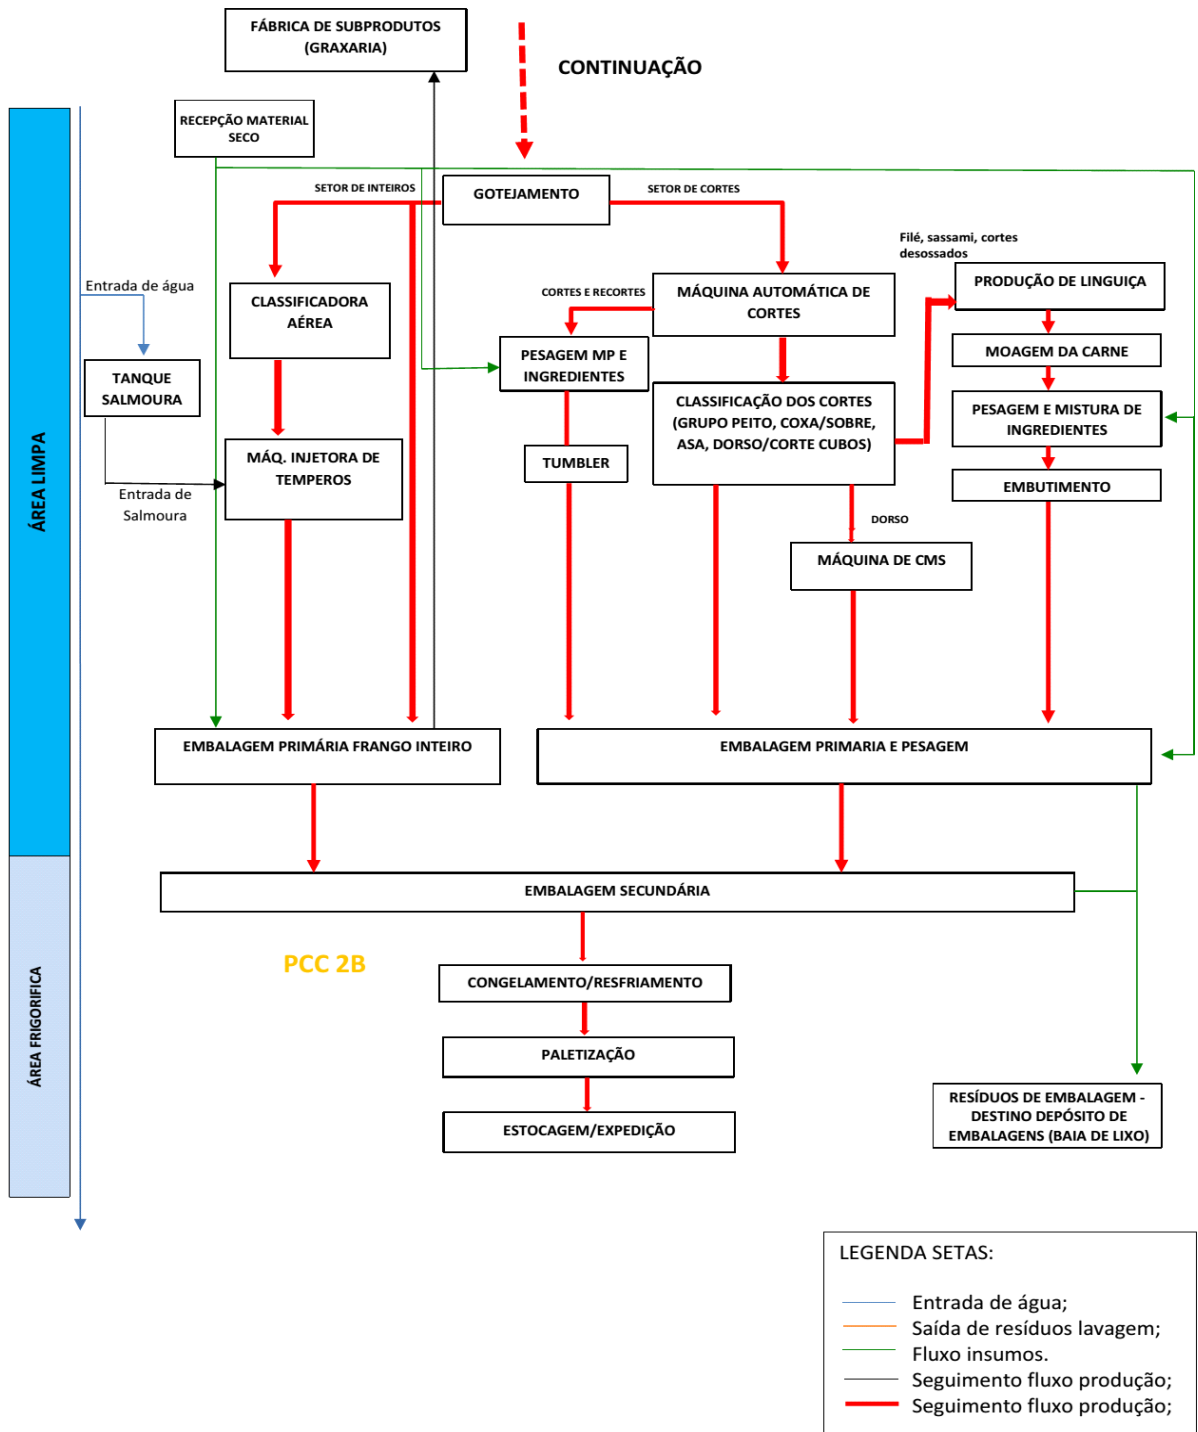 FÁBRICA DE SUBPRODUTOS
(GRAXARIA)
CONTINUAÇÃO
RECEPÇÃO MATERIAL
SECO
SETOR DE INTEIROS
GOTEJAMENTO
SETOR DE CORTES
Filé, sassami, cortes
desossados
Entrada de água
CLASSIFICADORA
AÉREA
CORTES E RECORTES
MÁQUINA AUTOMÁTICA DE
CORTES
PRODUÇÃO DE LINGUIÇA
MOAGEM DA CARNE
TANQUE
SALMOURA
PESAGEM MP E
INGREDIENTES
CLASSIFICAÇÃO DOS CORTES
(GRUPO PEITO, COXA/SOBRE,
ASA, DORSO/CORTE CUBOS)
PESAGEM E MISTURA DE
INGREDIENTES
MÁQ. INJETORA DE
TEMPEROS
TUMBLER
EMBUTIMENTO
Entrada de
Salmoura
DORSO
MÁQUINA DE CMS
ÁREA LIMPA
EMBALAGEM PRIMÁRIA FRANGO INTEIRO
EMBALAGEM PRIMARIA E PESAGEM
EMBALAGEM SECUNDÁRIA
PCC 2B
CONGELAMENTO/RESFRIAMENTO
ÁREA FRIGORIFICA
PALETIZAÇÃO
ESTOCAGEM/EXPEDIÇÃO
RESÍDUOS DE EMBALAGEM -
DESTINO DEPÓSITO DE
EMBALAGENS (BAIA DE LIXO)
LEGENDA SETAS:
Entrada de água;
Saída de resíduos lavagem;
Fluxo insumos.
Seguimento fluxo produção;
Seguimento fluxo produção;